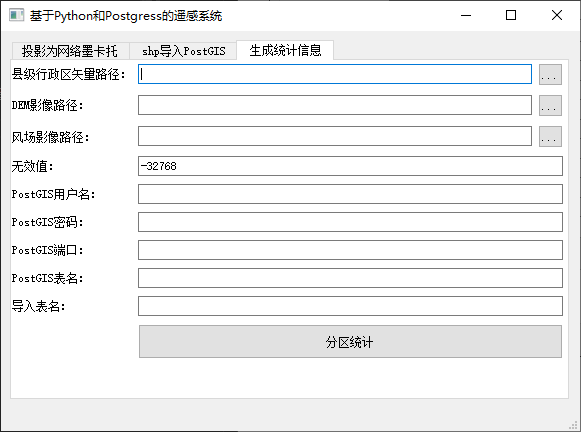 基于Python和Postgress的遥感系统
投影为网络墨卡托 shp导入PostGIS 生成统计信息
县级行政区矢量路径： ...
DEM影像路径： ...
风场影像路径： ...
无效值： -32768
PostGIS用户名：
PostGIS密码：
PostGIS端口：
PostGIS表名：
导入表名：
分区统计